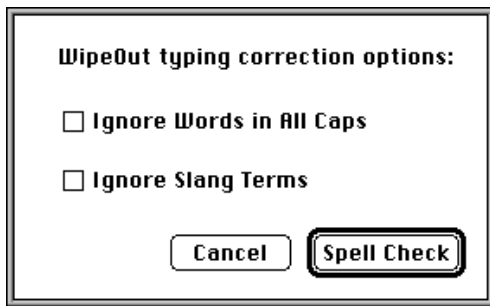 WipeOut typing correction options:
Ignore Words in All Caps
Ignore Slang Terms
Cancel Spell Check